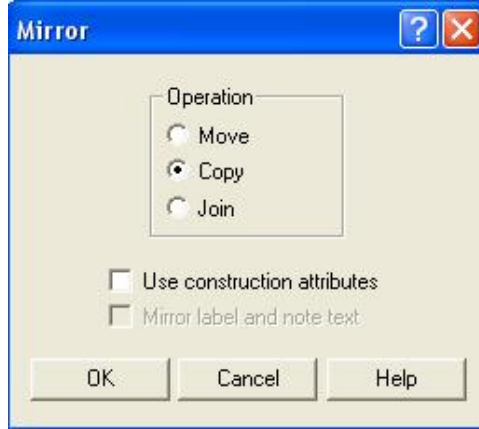 Mirror
Operation
Move
Copy
Join
Use construction attributes
Mirror label and note text
OK Cancel Help